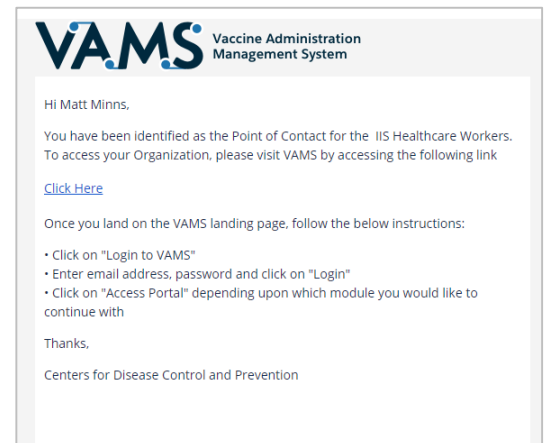 VAMS Vaccine Administration
Management System
Hi Matt Minns,
You have been identified as the Point of Contact for the  IIS Healthcare Workers.
To access your Organization, please visit VAMS by accessing the following link
Click Here
Once you land on the VAMS landing page, follow the below instructions:
• Click on "Login to VAMS"
• Enter email address, password and click on "Login"
• Click on "Access Portal" depending upon which module you would like to
continue with
Thanks,
Centers for Disease Control and Prevention